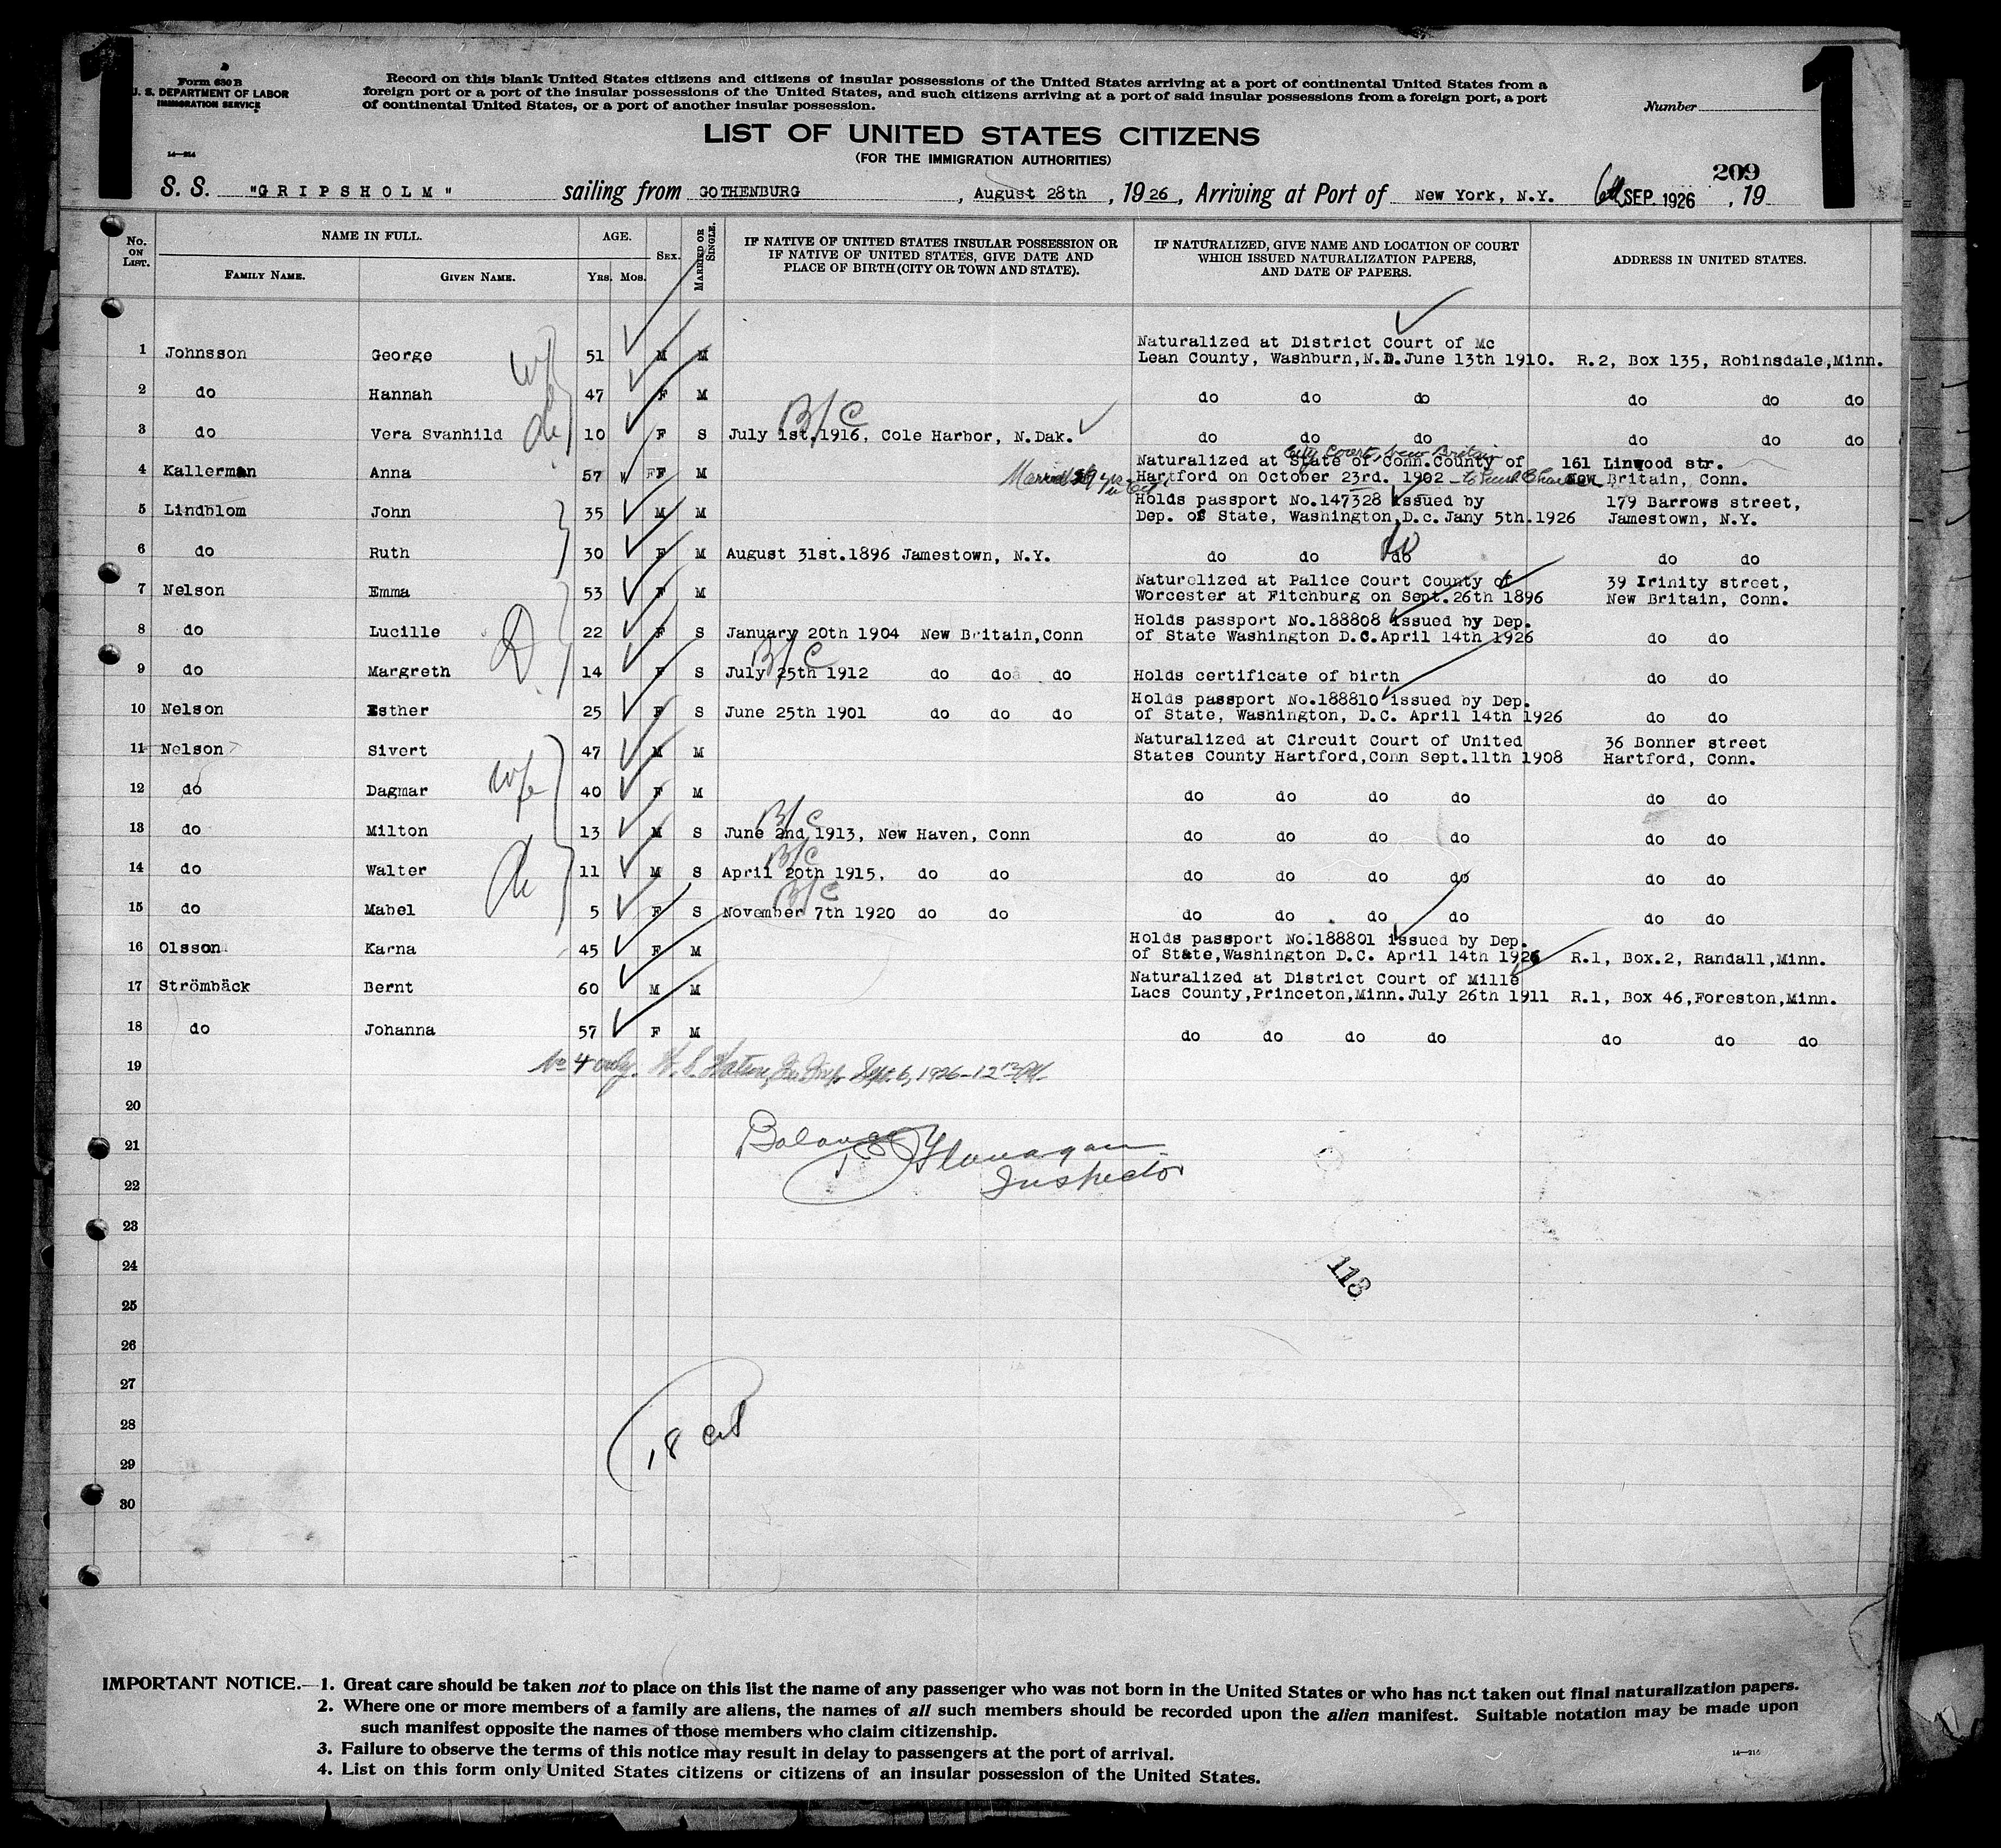 1 1
Form 630 B
U. S. DEPARTMENT OF LABOR
IMMIGRATION SERVICE
14—214
Record on this blank United States citizens and citizens of insular possessions of the United States arriving at a port of continental United States from a
foreign port or a port of the insular possessions of the United States, and such citizens arriving at a port of said insular possessions from a foreign port, a port
of continental United States, or a port of another insular possession.
Number
LIST OF UNITED STATES CITIZENS
(FOR THE IMMIGRATION AUTHORITIES)
209
S. S. "GRIPSHOLM" sailing from GOTHENBURG, August 28th, 1926, Arriving at Port of New York, N.Y. 6th SEP. 1926, 19
No. ON LIST.
NAME IN FULL.
FAMILY NAME. GIVEN NAME.
AGE.
YRS. MOS.
SEX.
MARRIED OR SINGLE.
IF NATIVE OF UNITED STATES INSULAR POSSESSION OR
IF NATIVE OF UNITED STATES, GIVE DATE AND
PLACE OF BIRTH (CITY OR TOWN AND STATE).
IF NATURALIZED, GIVE NAME AND LOCATION OF COURT
WHICH ISSUED NATURALIZATION PAPERS,
AND DATE OF PAPERS.
ADDRESS IN UNITED STATES.
1 Johnsson George 51 M M Naturalized at District Court of Mc
Lean County, Washburn, N.D. June 13th 1910. R.2, Box 135, Robinsdale, Minn.
2 do Hannah 47 F M do do do do do do
B/C
3 do Vera Svanhild 10 F S July 1st. 1916, Cole Harbor, N.Dak. do do do do do do
City Court, New Britain
4 Kallerman Anna 57 W F M Naturalized at State of Conn. County of 161 Linwood str.
Hartford on October 23rd. 1902 New Britain, Conn.
5 Lindblom John 35 M M Holds passport No.147328 issued by 179 Barrows street,
Dep. of State, Washington, D.c. Jany 5th.1926 Jamestown, N.Y.
6 do Ruth 30 F M August 31st.1896 Jamestown, N.Y. do do do do do
7 Nelson Emma 53 F M Naturelized at Palice Court County of 39 Irinity street,
Worcester at Fitchburg on Sept. 26th 1896 New Britain, Conn.
8 do Lucille 22 F S January 20th 1904 New Britain, Conn Holds passport No.188808 issued by Dep.
of State Washington D.C. April 14th 1926 do do
B/C
9 do Margreth 14 F S July 25th 1912 do do do Holds certificate of birth do do
10 Nelson Esther 25 F S June 25th 1901 do do do Holds passport No.188810 issued by Dep.
of State, Washington, D.C. April 14th 1926 do do
11 Nelson Sivert 47 M M Naturalized at Circuit Court of United 36 Bonner street
States County Hartford, Conn Sept. 11th 1908 Hartford, Conn.
12 do Dagmar 40 F M do do do do do do
B/C
13 do Milton 13 M S June 2nd 1913, New Haven, Conn do do do do do do
B/C
14 do Walter 11 M S April 20th 1915, do do do do do do do do
B/C
15 do Mabel 5 F S November 7th 1920 do do do do do do do do
16 Olsson Karna 45 F M Holds passport No.188801 issued by Dep.
of State, Washington D.C. April 14th 1926 R.1, Box.2, Randall, Minn.
17 Strömbäck Bernt 60 M M Naturalized at District Court of Mille
Lacs County, Princeton, Minn. July 26th 1911 R.1, Box 46, Foreston, Minn.
18 do Johanna 57 F M do do do do do do do
19 No 4 only. Sept. 6, 1926
20
21 Balance Flanagan
22 Inspector
23
24 118
25
26
27
28 18
29
30
IMPORTANT NOTICE.—1. Great care should be taken not to place on this list the name of any passenger who was not born in the United States or who has not taken out final naturalization papers.
2. Where one or more members of a family are aliens, the names of all such members should be recorded upon the alien manifest. Suitable notation may be made upon
such manifest opposite the names of those members who claim citizenship.
3. Failure to observe the terms of this notice may result in delay to passengers at the port of arrival.
4. List on this form only United States citizens or citizens of an insular possession of the United States.
14—216